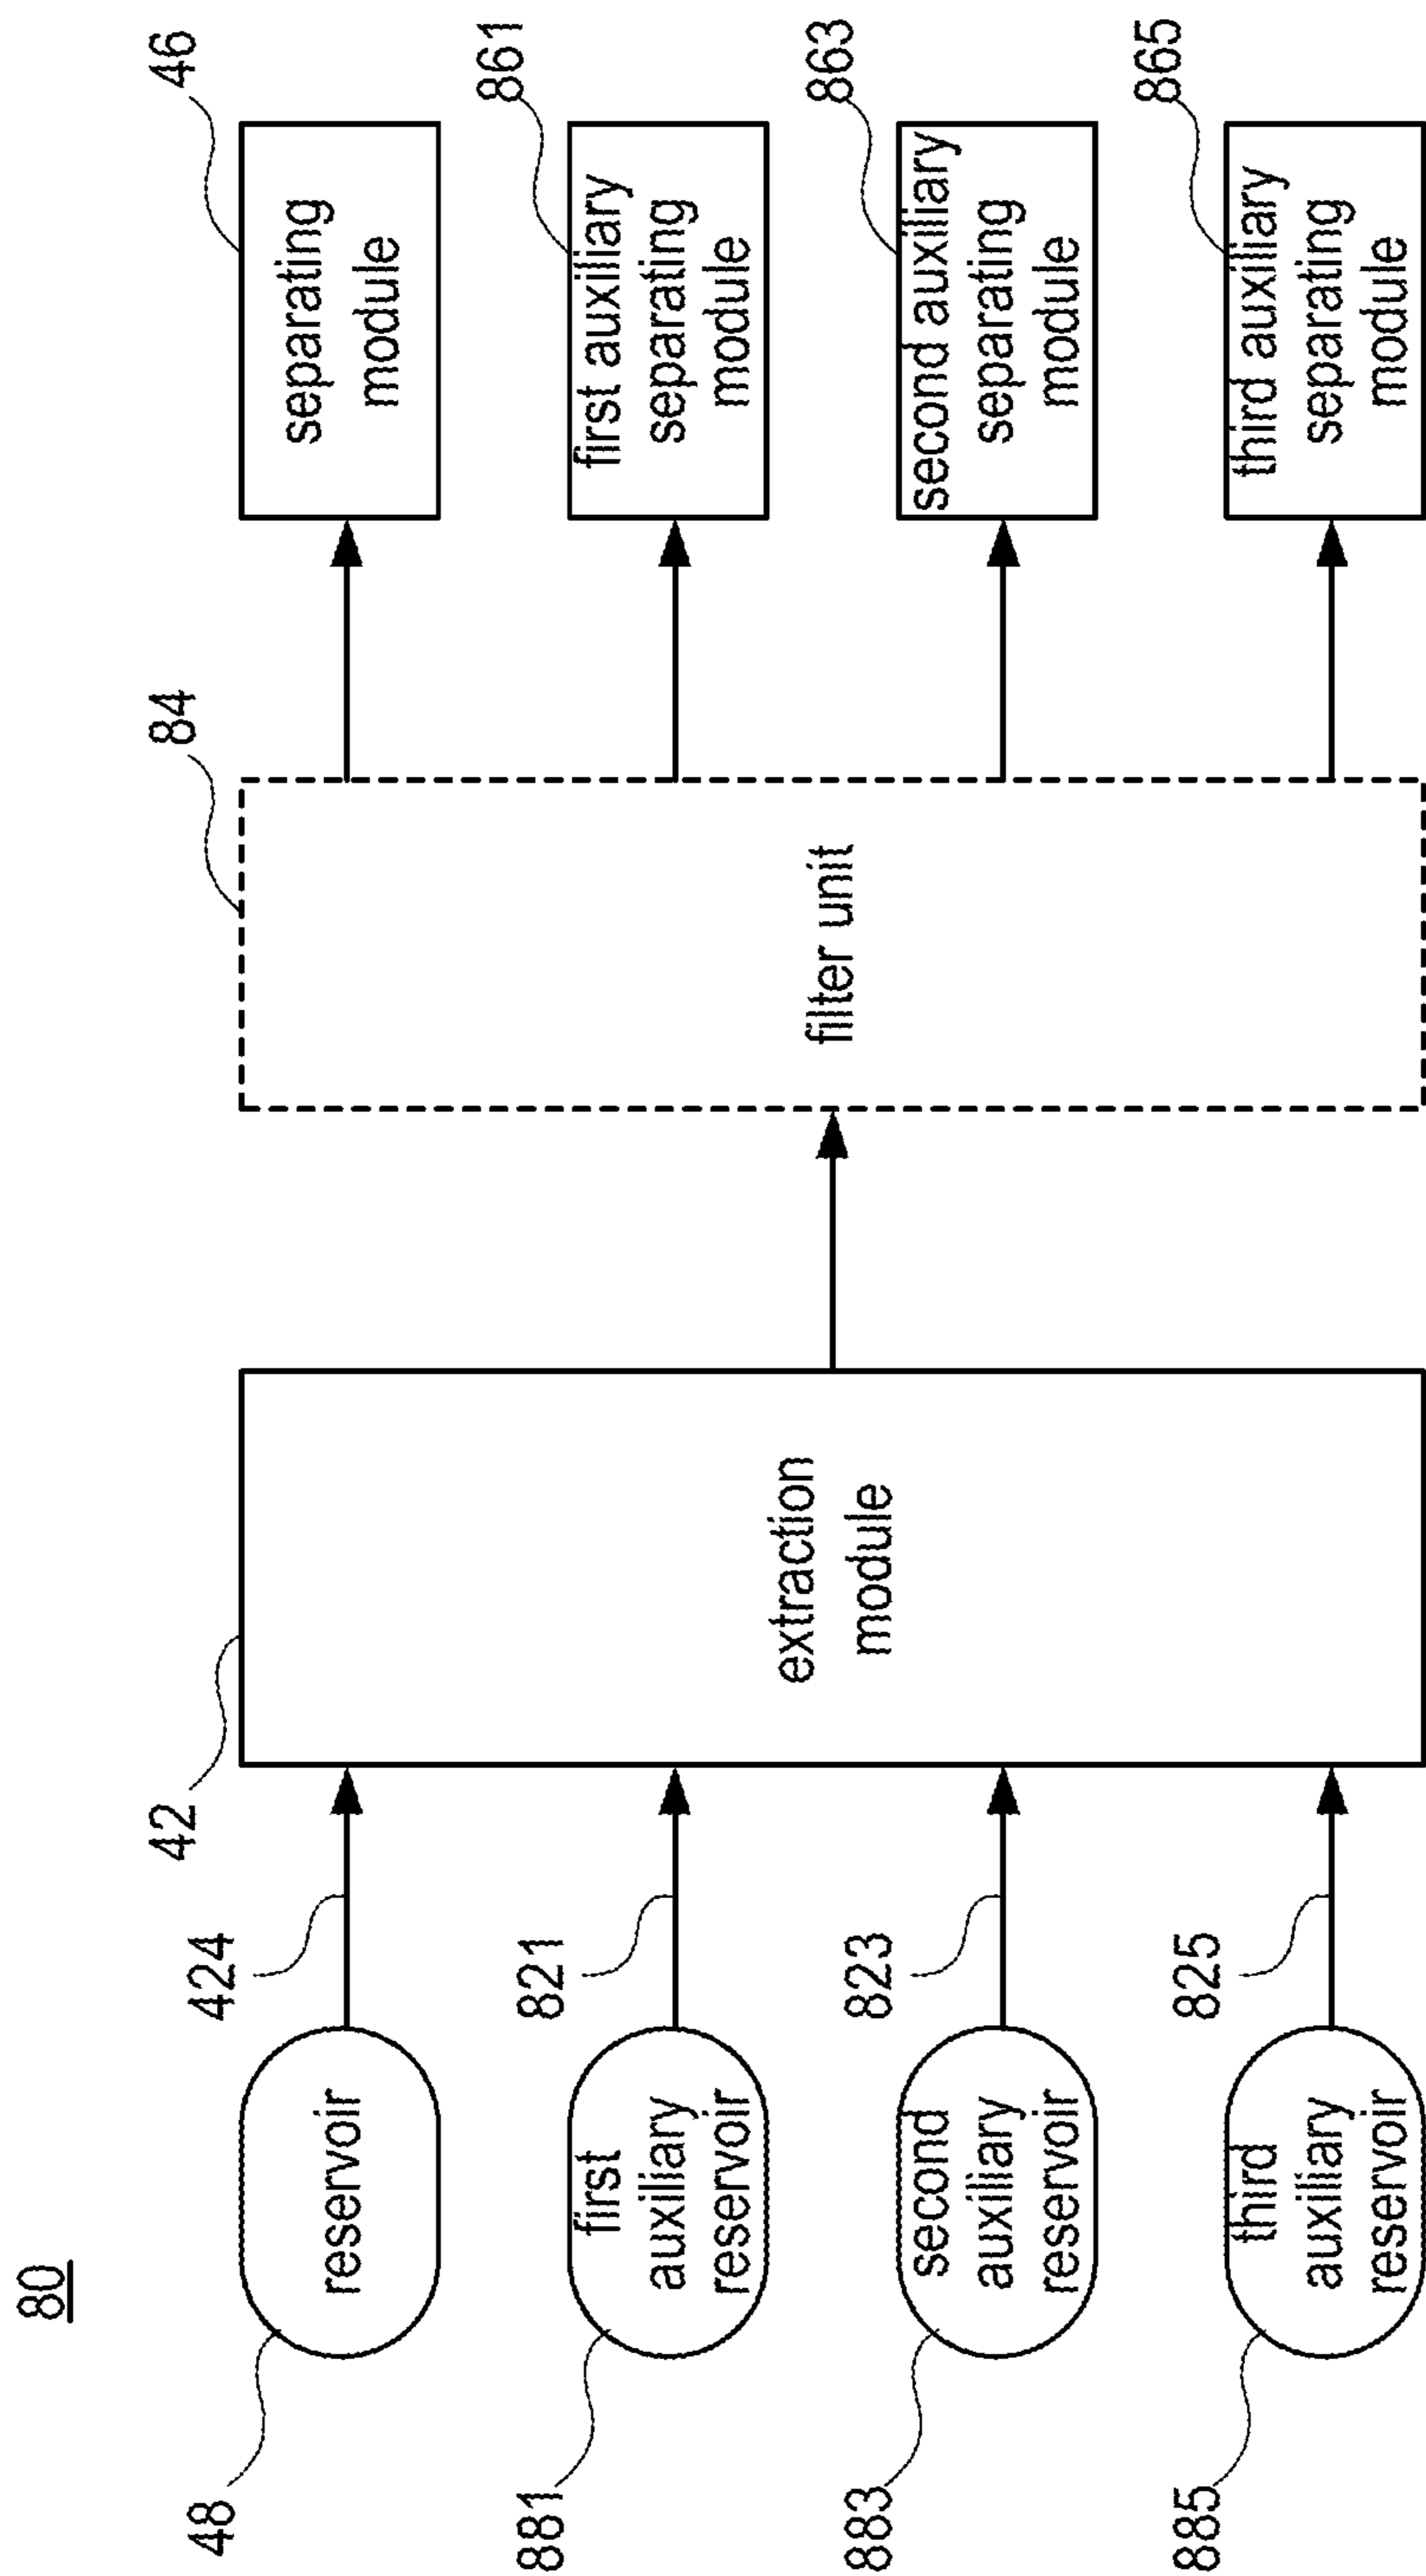 80
48
reservoir
424
42
extraction
module
84
filter unit
46
separating
module
881
first
auxiliary
reservoir
821
861
first auxiliary
separating
module
883
second
auxiliary
reservoir
823
863
second auxiliary
separating
module
885
third
auxiliary
reservoir
825
865
third auxiliary
separating
module